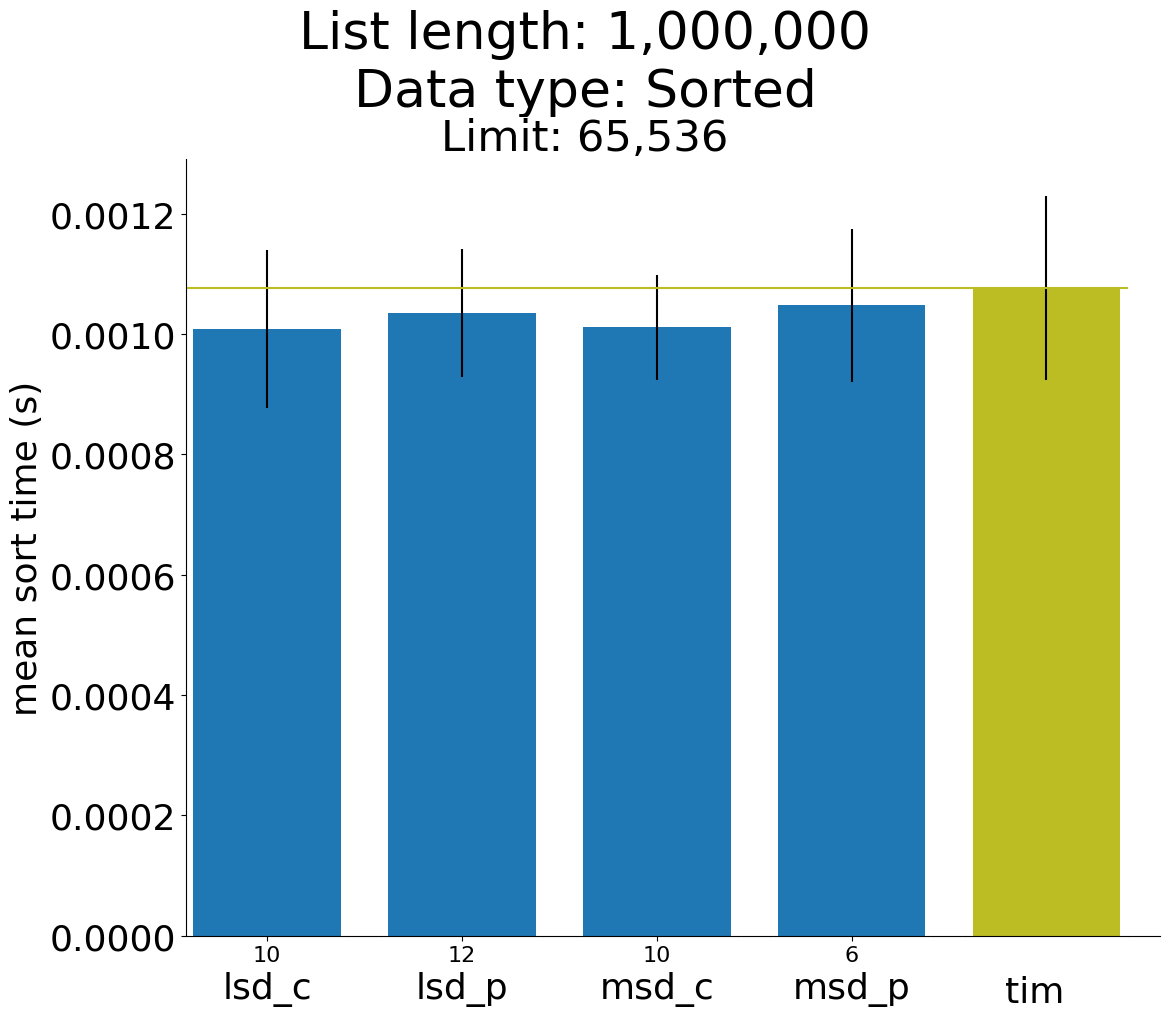 List length: 1,000,000
Data type: Sorted
Limit: 65,536
mean sort time (s)
0.0012
0.0010
0.0008
0.0006
0.0004
0.0002
0.0000
10 12 10 6
lsd_c lsd_p msd_c msd_p tim